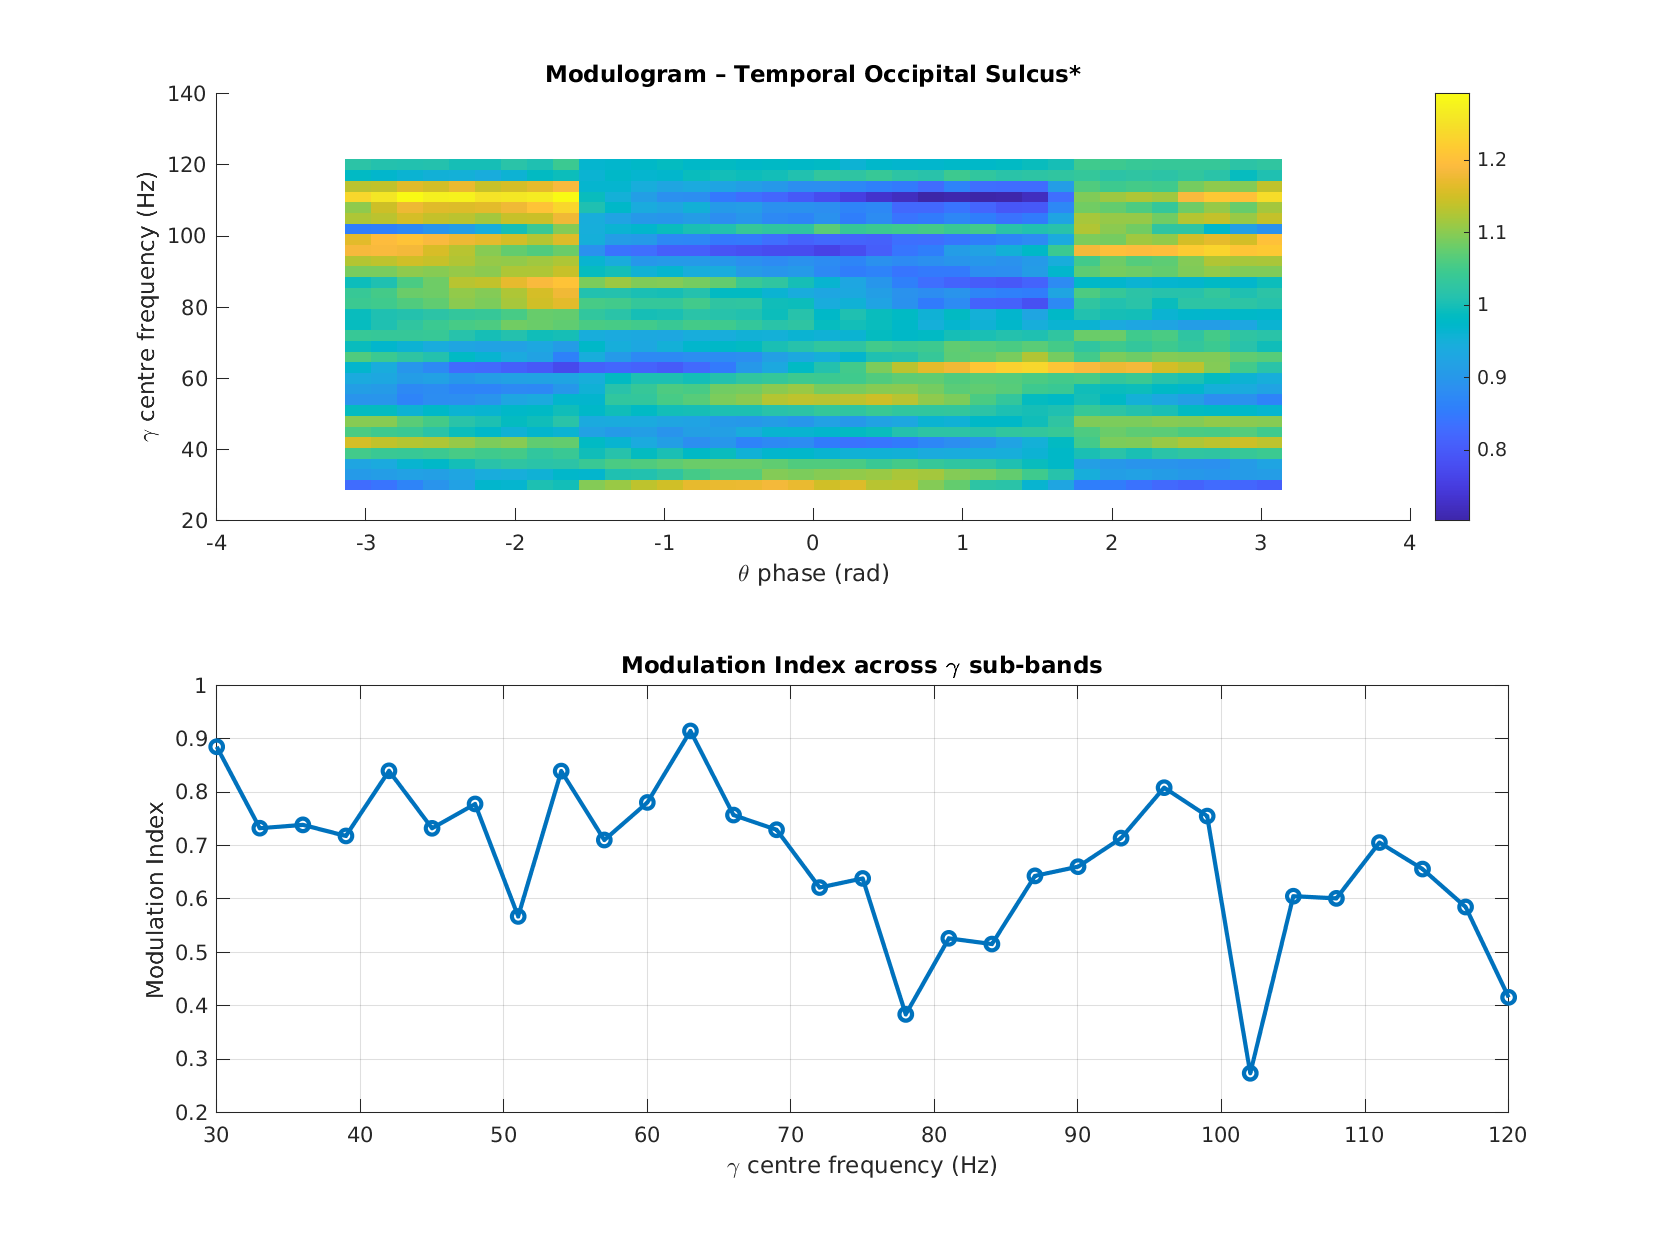 Modulogram – Temporal Occipital Sulcus*
γ centre frequency (Hz)
140
120
100
80
60
40
20
-4 -3 -2 -1 0 1 2 3 4
θ phase (rad)
1.2
1.1
1
0.9
0.8
Modulation Index across γ sub-bands
Modulation Index
1
0.9
0.8
0.7
0.6
0.5
0.4
0.3
0.2
30 40 50 60 70 80 90 100 110 120
γ centre frequency (Hz)